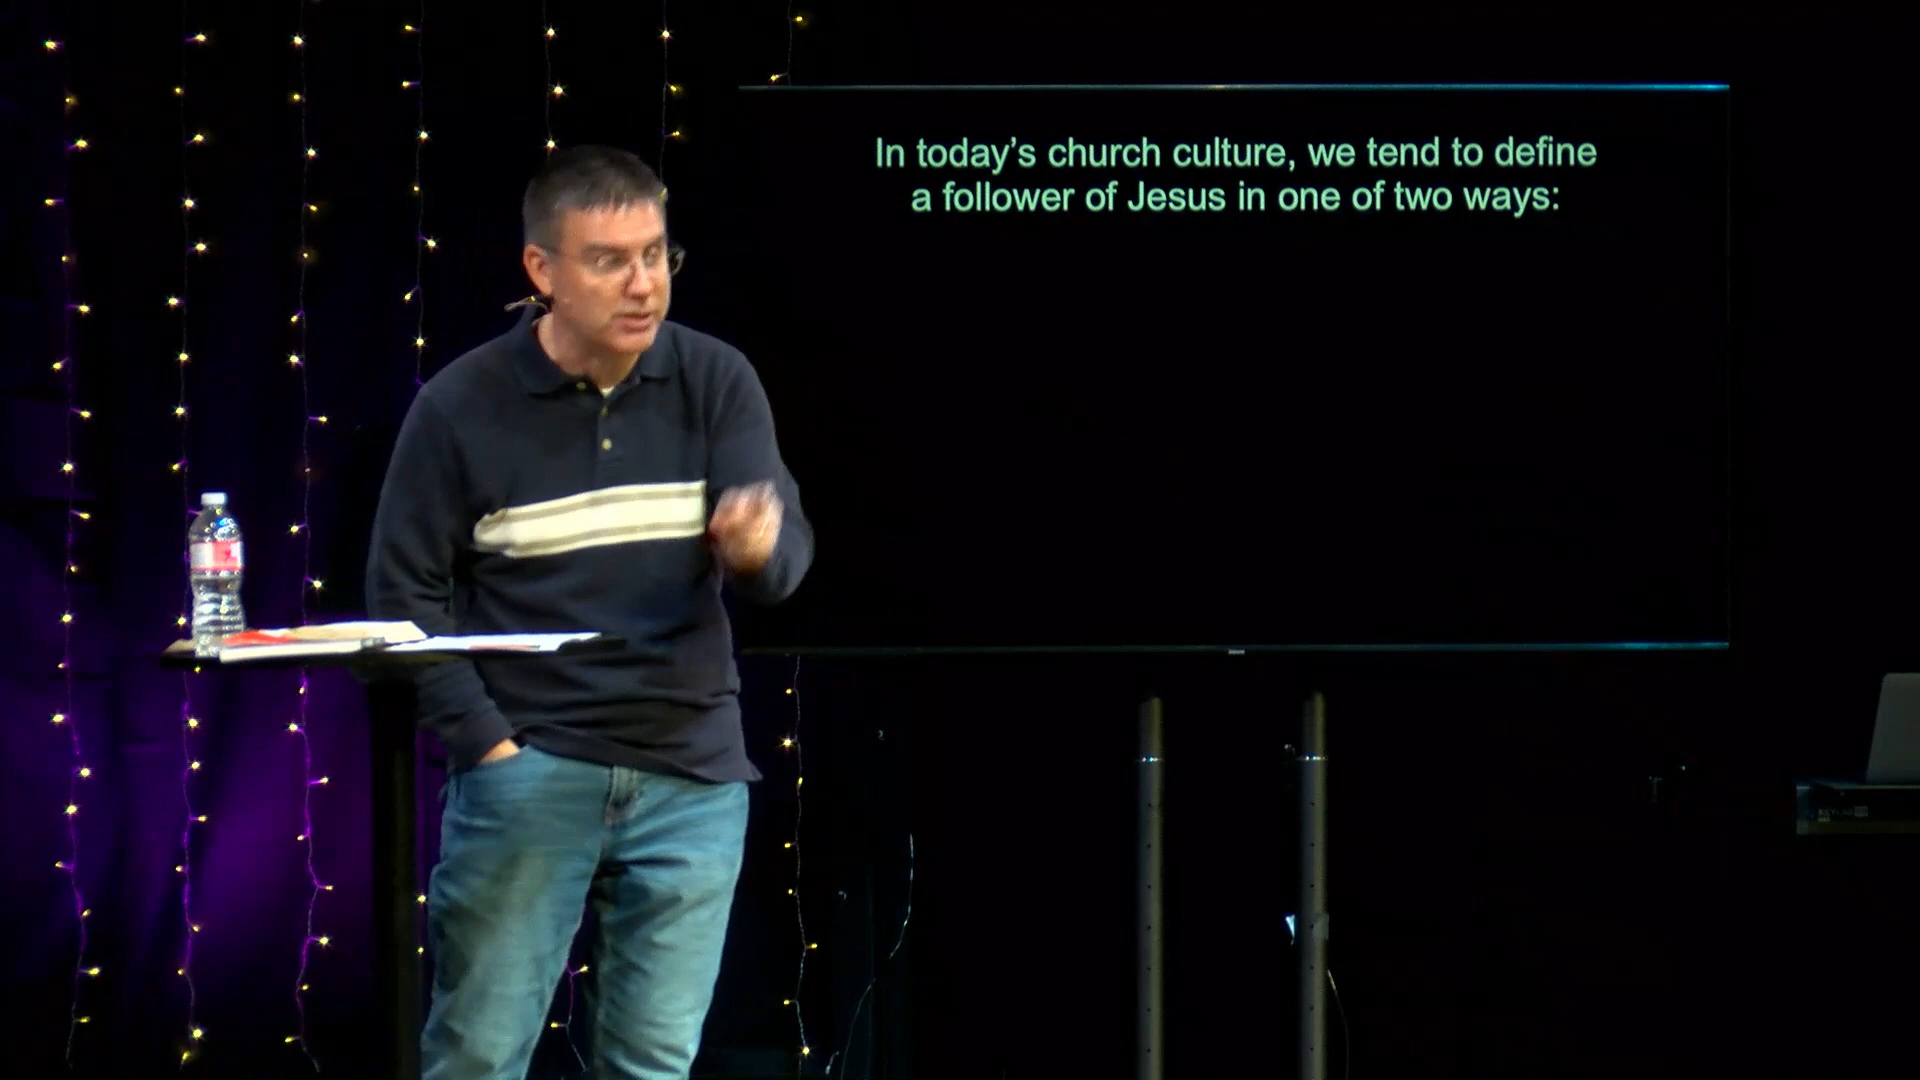 In today’s church culture, we tend to define
a follower of Jesus in one of two ways: